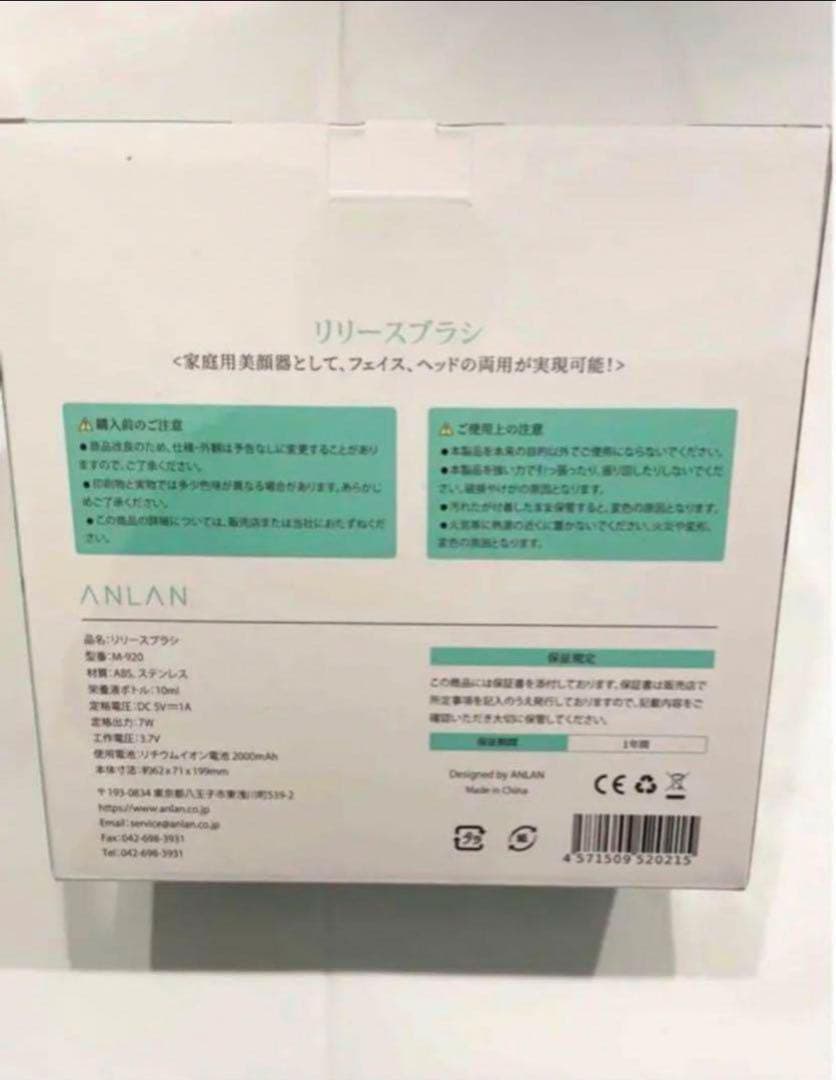 リリースブラシ
<家庭用美顔器として、フェイス、ヘッドの両用が実現可能!>
購入前のご注意
●商品改良のため、仕様・外観は予告なしに変更することがあり
ますので、ご了承ください。
●印刷物と実物では多少色味が異なる場合があります。あらかじ
めご了承ください。
●この商品の詳細については、販売店または当社におたずねくだ
さい。
ご使用上の注意
●本製品を本来の目的以外でご使用にならないでください。
●本製品を強い力で引っ張ったり、振り回したりしないでくだ
さい。破損やけがの原因となります。
●汚れたが付着したまま保管すると、変色の原因となります。
●火気等に熱源の近くに置かないでください。火災や変形、
変色の原因となります。
ANLAN
品名:リリースブラシ
型番:M-920
材質:ABS、ステンレス
栄養液ボトル:10ml
定格電圧:DC 5V⎓1A
定格出力:7W
工作電圧:3.7V
使用電池:リチウムイオン電池 2000mAh
本体寸法:約62x71x199mm
〒193-0834 東京都八王子市東浅川町539-2
https://www.anlan.co.jp
Email:service@anlan.co.jp
Fax:042-698-3931
Tel:042-698-3931
保証規定
この商品には保証書を添付しております。保証書は販売店で
所定事項を記入のうえ発行しておりますので、記載内容をご
確認いただき大切に保管してください。
保証期間 1年間
Designed by ANLAN
Made in China
CE
プラ 紙
4 571509 520215